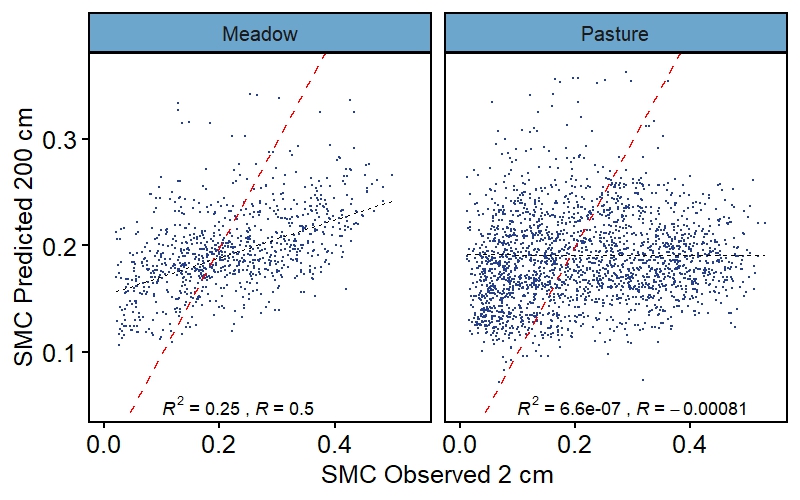 Meadow
Pasture
SMC Predicted 200 cm
0.3
0.2
0.1
R² = 0.25 , R = 0.5
R² = 6.6e-07 , R = −0.00081
0.0 0.2 0.4
0.0 0.2 0.4
SMC Observed 2 cm